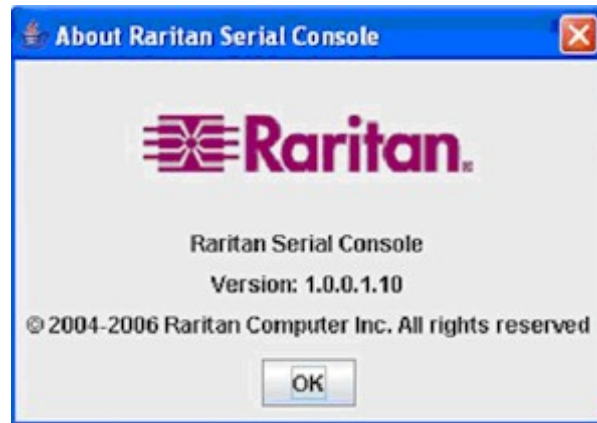 About Raritan Serial Console
Raritan.
Raritan Serial Console
Version: 1.0.0.1.10
© 2004-2006 Raritan Computer Inc. All rights reserved
OK